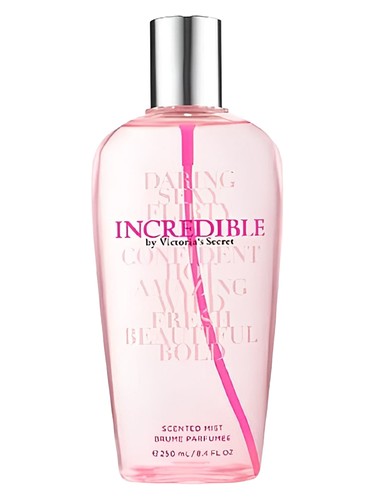 DARING
SEXY
FLIRTY
INCREDIBLE
by Victoria's Secret
CONFIDENT
HOT
AMAZING
WILD
FRESH
BEAUTIFUL
BOLD
SCENTED MIST
BRUME PARFUMÉE
℮ 250 mL / 8.4 FL OZ